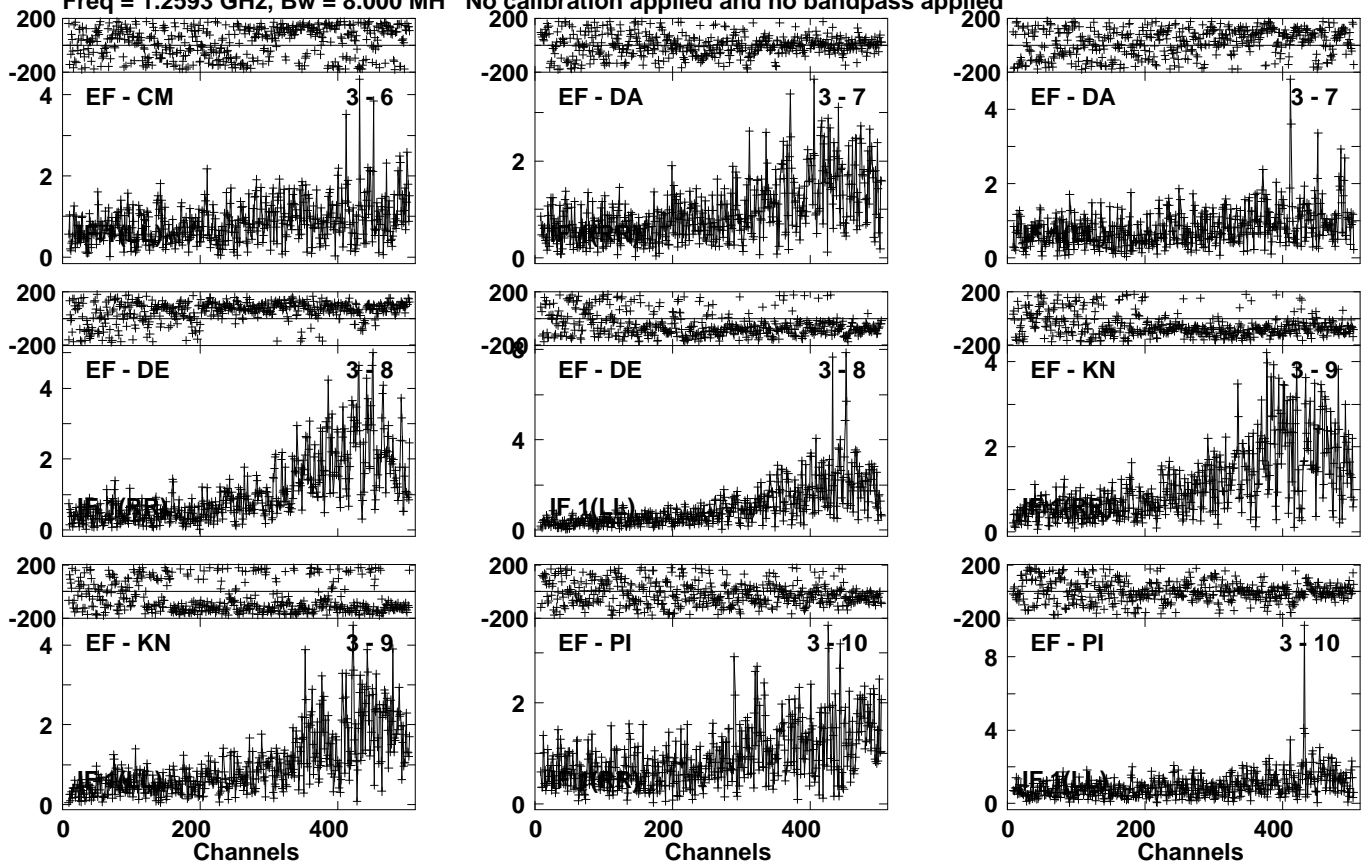 Freq = 1.2593 GHz, Bw = 8.000 MH No calibration applied and no bandpass applied
200 200 200
-200 -200 -200
EF - CM 3 - 6 EF - DA 3 - 7 EF - DA 3 - 7
4 4
2 2 2
0 0 0
200 200 200
-200 -200 -200
8
EF - DE 3 - 8 EF - DE 3 - 8 EF - KN 3 - 9
4 4 4
2 2
IF 1(RR) IF 1(LL)
0 0 0
200 200 200
-200 -200 -200
EF - KN 3 - 9 EF - PI 3 - 10 EF - PI 3 - 10
4 8
2 2 4
IF 1(LL)
0 0 0
0 200 400 0 200 400 0 200 400
Channels Channels Channels